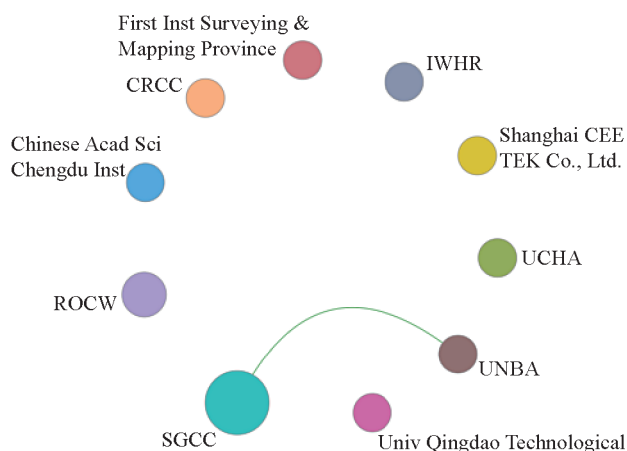 First Inst Surveying &
Mapping Province
IWHR
CRCC
Shanghai CEE
TEK Co., Ltd.
Chinese Acad Sci
Chengdu Inst
UCHA
ROCW
UNBA
SGCC
Univ Qingdao Technological